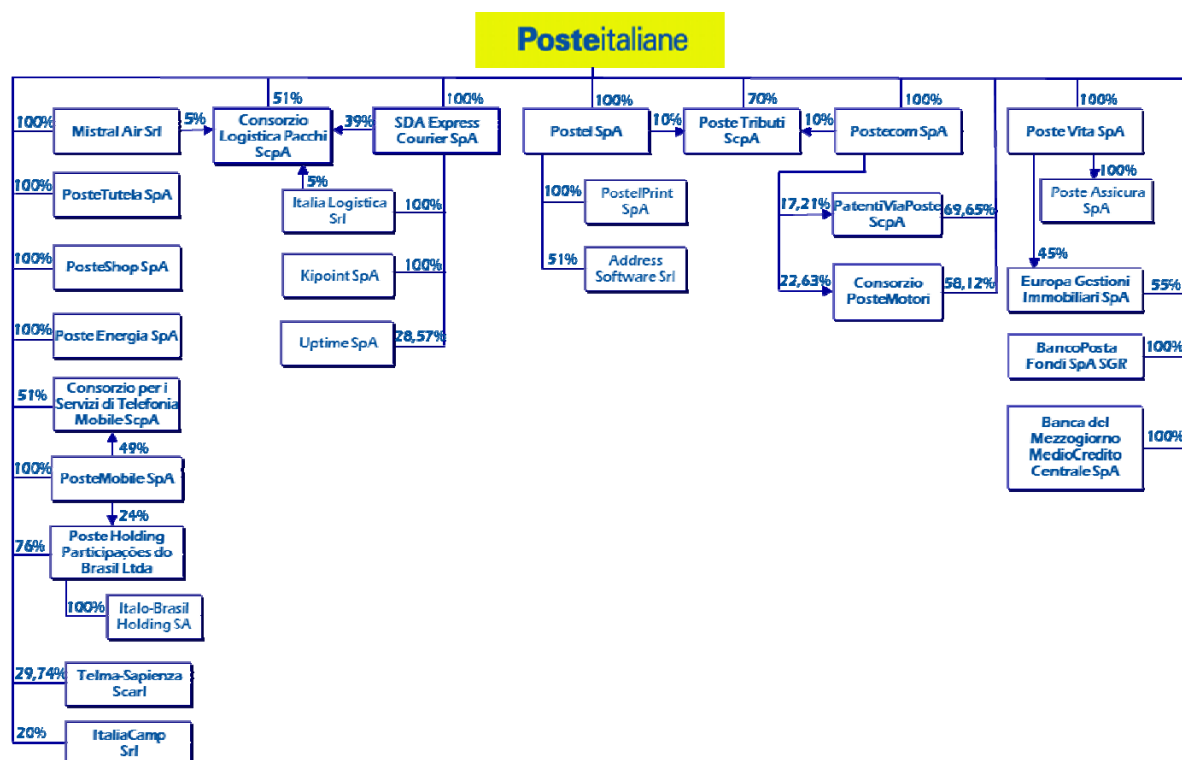 Posteitaliane
100%
Mistral Air Srl
5%
51%
Consorzio
Logistica Pacchi
ScpA
39%
100%
SDA Express
Courier SpA
100%
Postel SpA
10%
70%
Poste Tributi
ScpA
10%
100%
Postecom SpA
100%
Poste Vita SpA
100%
PosteTutela SpA
5%
Italia Logistica
Srl
100%
100%
PostelPrint
SpA
17,21%
PatentiViaPoste
ScpA
69,65%
100%
Poste Assicura
SpA
100%
PosteShop SpA
Kipoint SpA
100%
51%
Address
Software Srl
22,63%
Consorzio
PosteMotori
58,12%
45%
Europa Gestioni
Immobiliari SpA
55%
100%
Poste Energia SpA
Uptime SpA
28,57%
BancoPosta
Fondi SpA SGR
100%
51%
Consorzio per i
Servizi di Telefonia
Mobile ScpA
49%
100%
PosteMobile SpA
24%
Banca del
Mezzogiorno
MedioCredito
Centrale SpA
100%
76%
Poste Holding
Participações do
Brasil Ltda
100%
Italo-Brasil
Holding SA
29,74%
Telma-Sapienza
Scarl
20%
ItaliaCamp
Srl